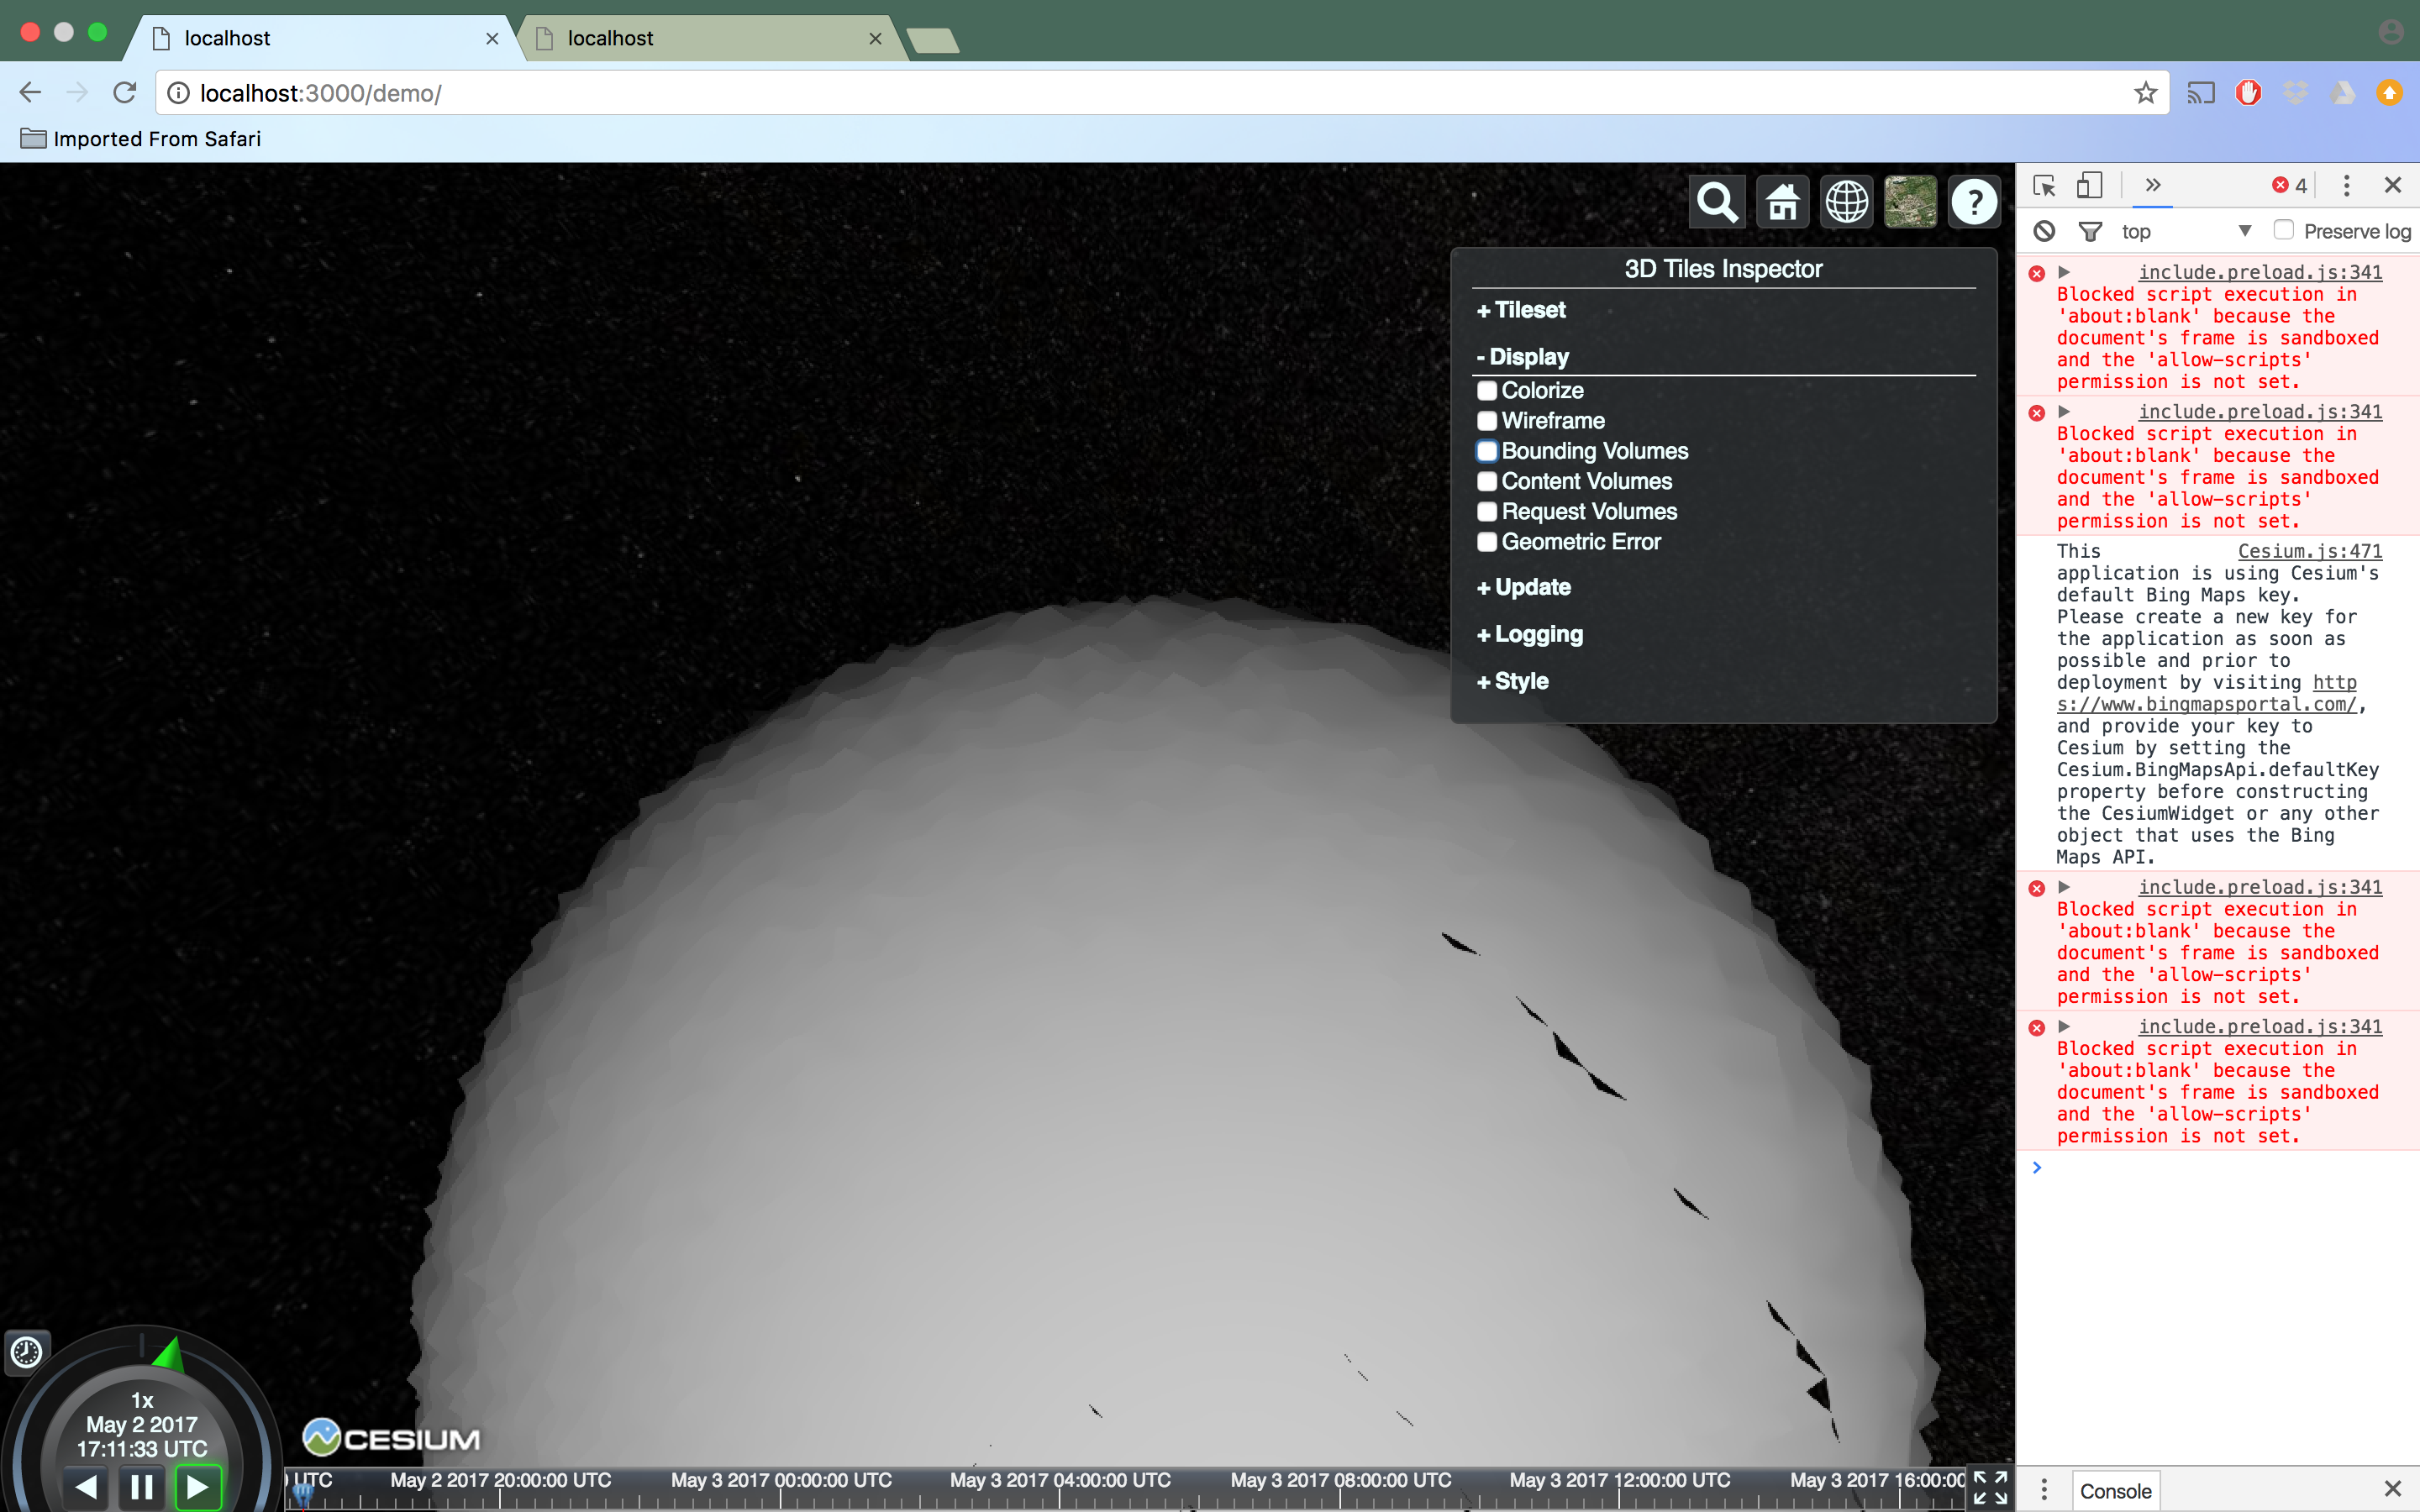 localhost
localhost
localhost:3000/demo/
Imported From Safari
4
top
Preserve log
3D Tiles Inspector
+ Tileset
- Display
Colorize
Wireframe
Bounding Volumes
Content Volumes
Request Volumes
Geometric Error
+ Update
+ Logging
+ Style
include.preload.js:341
Blocked script execution in
'about:blank' because the
document's frame is sandboxed
and the 'allow-scripts'
permission is not set.
include.preload.js:341
Blocked script execution in
'about:blank' because the
document's frame is sandboxed
and the 'allow-scripts'
permission is not set.
This Cesium.js:471
application is using Cesium's
default Bing Maps key.
Please create a new key for
the application as soon as
possible and prior to
deployment by visiting http
s://www.bingmapsportal.com/,
and provide your key to
Cesium by setting the
Cesium.BingMapsApi.defaultKey
property before constructing
the CesiumWidget or any other
object that uses the Bing
Maps API.
include.preload.js:341
Blocked script execution in
'about:blank' because the
document's frame is sandboxed
and the 'allow-scripts'
permission is not set.
include.preload.js:341
Blocked script execution in
'about:blank' because the
document's frame is sandboxed
and the 'allow-scripts'
permission is not set.
1x
May 2 2017
17:11:33 UTC
CESIUM
UTC May 2 2017 20:00:00 UTC May 3 2017 00:00:00 UTC May 3 2017 04:00:00 UTC May 3 2017 08:00:00 UTC May 3 2017 12:00:00 UTC May 3 2017 16:00:00
Console